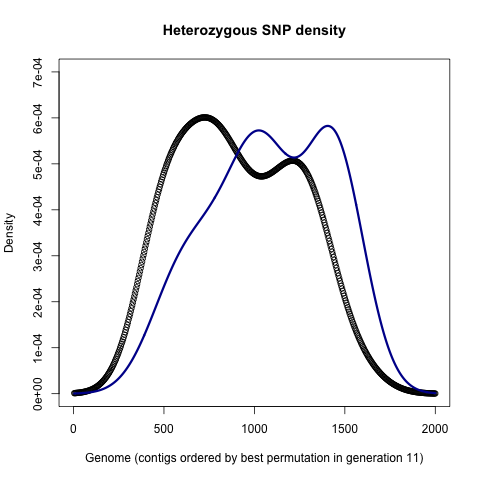 Heterozygous SNP density
Density
7e-04
6e-04
5e-04
4e-04
3e-04
2e-04
1e-04
0e+00
0 500 1000 1500 2000
Genome (contigs ordered by best permutation in generation 11)